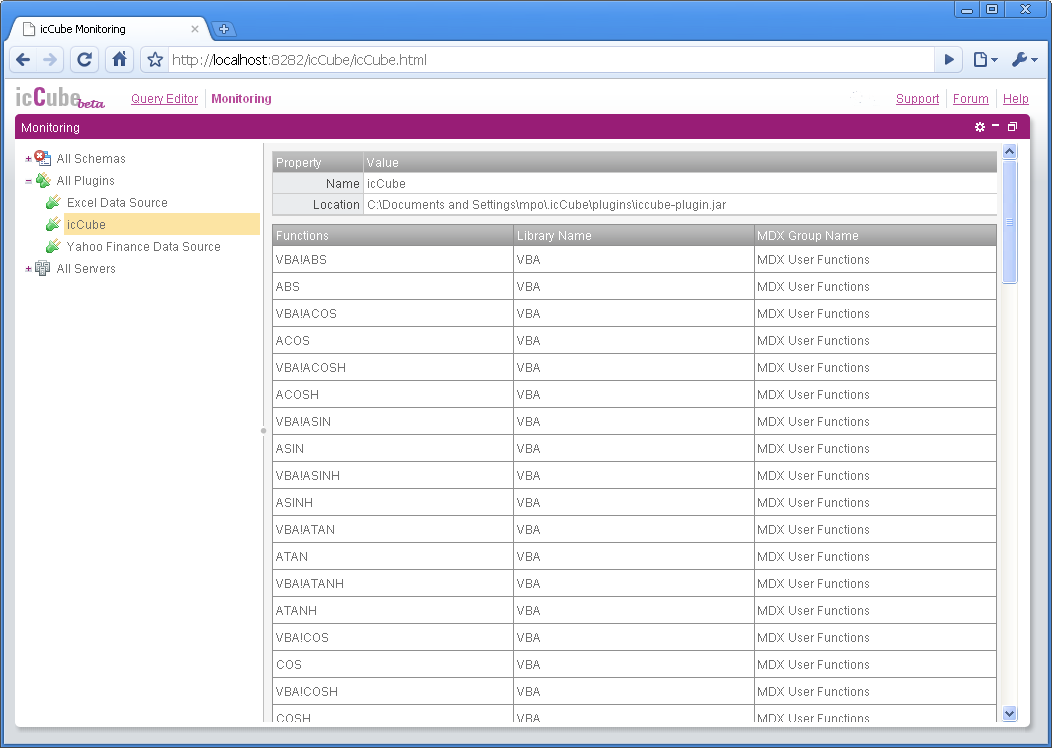 icCube Monitoring
http://localhost:8282/icCube/icCube.html
icCube beta Query Editor Monitoring Support Forum Help
Monitoring
All Schemas
All Plugins
Excel Data Source
icCube
Yahoo Finance Data Source
All Servers
Property Value
Name icCube
Location C:\Documents and Settings\mpo\.icCube\plugins\iccube-plugin.jar
Functions Library Name MDX Group Name
VBA!ABS VBA MDX User Functions
ABS VBA MDX User Functions
VBA!ACOS VBA MDX User Functions
ACOS VBA MDX User Functions
VBA!ACOSH VBA MDX User Functions
ACOSH VBA MDX User Functions
VBA!ASIN VBA MDX User Functions
ASIN VBA MDX User Functions
VBA!ASINH VBA MDX User Functions
ASINH VBA MDX User Functions
VBA!ATAN VBA MDX User Functions
ATAN VBA MDX User Functions
VBA!ATANH VBA MDX User Functions
ATANH VBA MDX User Functions
VBA!COS VBA MDX User Functions
COS VBA MDX User Functions
VBA!COSH VBA MDX User Functions
COSH VBA MDX User Functions